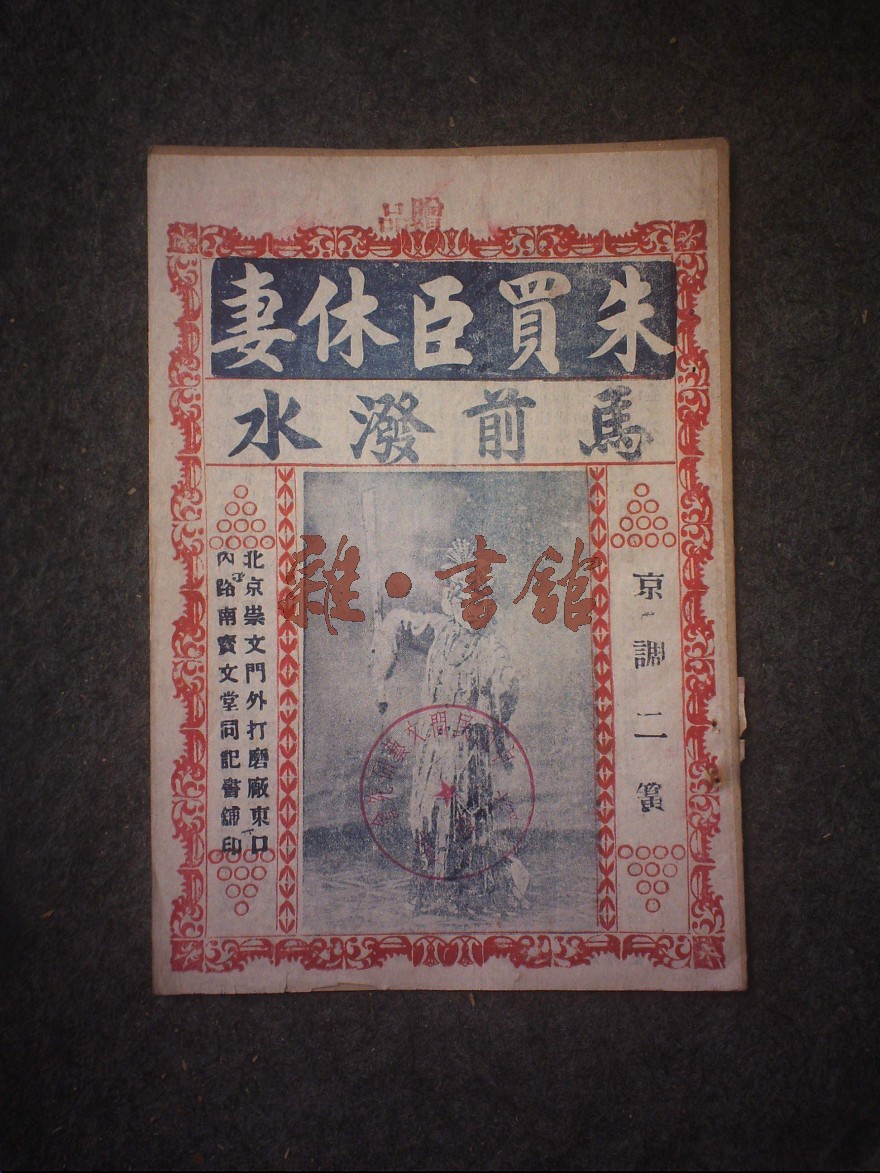 贈品
朱買臣休妻
馬前潑水
京調二簧
北京崇文門外打磨廠東口
內路南寶文堂同記書鋪印
雜·書館